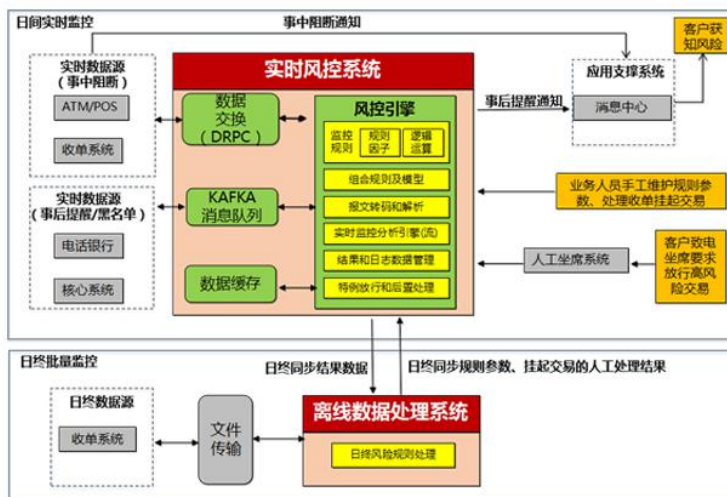 日间实时监控
事中阻断通知
客户获
知风险
实时数据源
（事中阻断）
ATM/POS
收单系统
实时风控系统
数据
交换
（DRPC）
风控引擎
监控
规则
规则
因子
逻辑
运算
组合规则及模型
报文转码和解析
实时监控分析引擎(流)
结果和日志数据管理
特例放行和后置处理
事后提醒通知
应用支撑系统
消息中心
实时数据源
（事后提醒/黑名单）
电话银行
核心系统
KAFKA
消息队列
数据缓存
业务人员手工维护规则参
数、处理收单挂起交易
人工坐席系统
客户致电
坐席要求
放行高风
险交易
日终同步结果数据
日终同步规则参数、挂起交易的人工处理结果
日终批量监控
日终数据源
收单系统
文件
传输
离线数据处理系统
日终风险规则处理